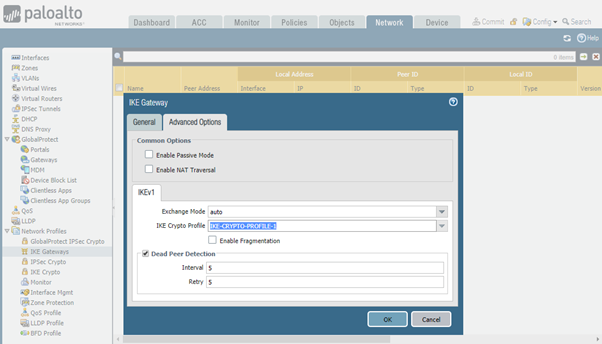 paloalto
NETWORKS
Dashboard ACC Monitor Policies Objects Network Device
Commit Config Search
Help
0 items
Interfaces
Zones
VLANs
Virtual Wires
Virtual Routers
IPSec Tunnels
DHCP
DNS Proxy
GlobalProtect
Portals
Gateways
MDM
Device Block List
Clientless Apps
Clientless App Groups
QoS
LLDP
Network Profiles
GlobalProtect IPSec Crypto
IKE Gateways
IPSec Crypto
IKE Crypto
Monitor
Interface Mgmt
Zone Protection
QoS Profile
LLDP Profile
BFD Profile
Local Address Peer ID Local ID
Name Peer Address Interface IP ID Type ID Type Version
IKE Gateway
General Advanced Options
Common Options
Enable Passive Mode
Enable NAT Traversal
IKEv1
Exchange Mode auto
IKE Crypto Profile IKE-CRYPTO-PROFILE-1
Enable Fragmentation
Dead Peer Detection
Interval 5
Retry 5
OK Cancel